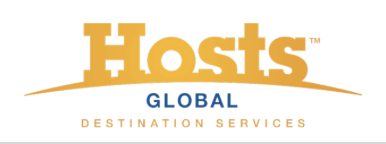 Hosts™
GLOBAL
DESTINATION SERVICES